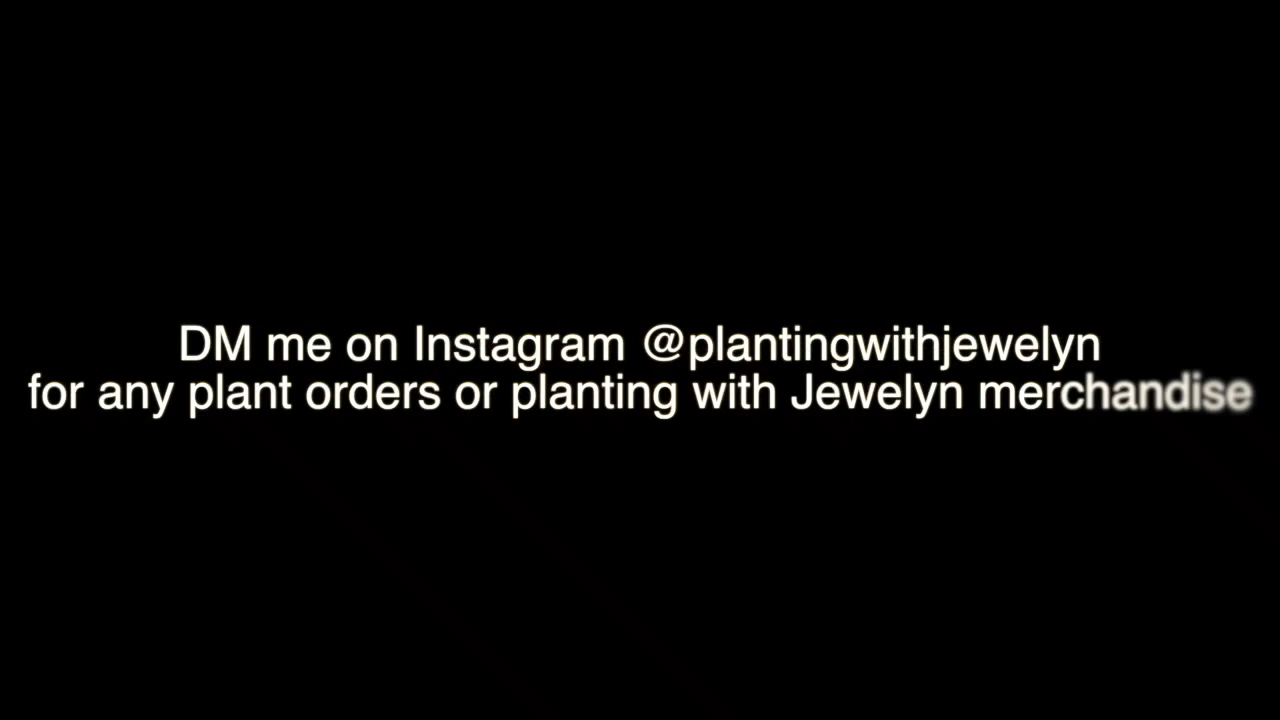 DM me on Instagram @plantingwithjewelyn
for any plant orders or planting with Jewelyn merchandise